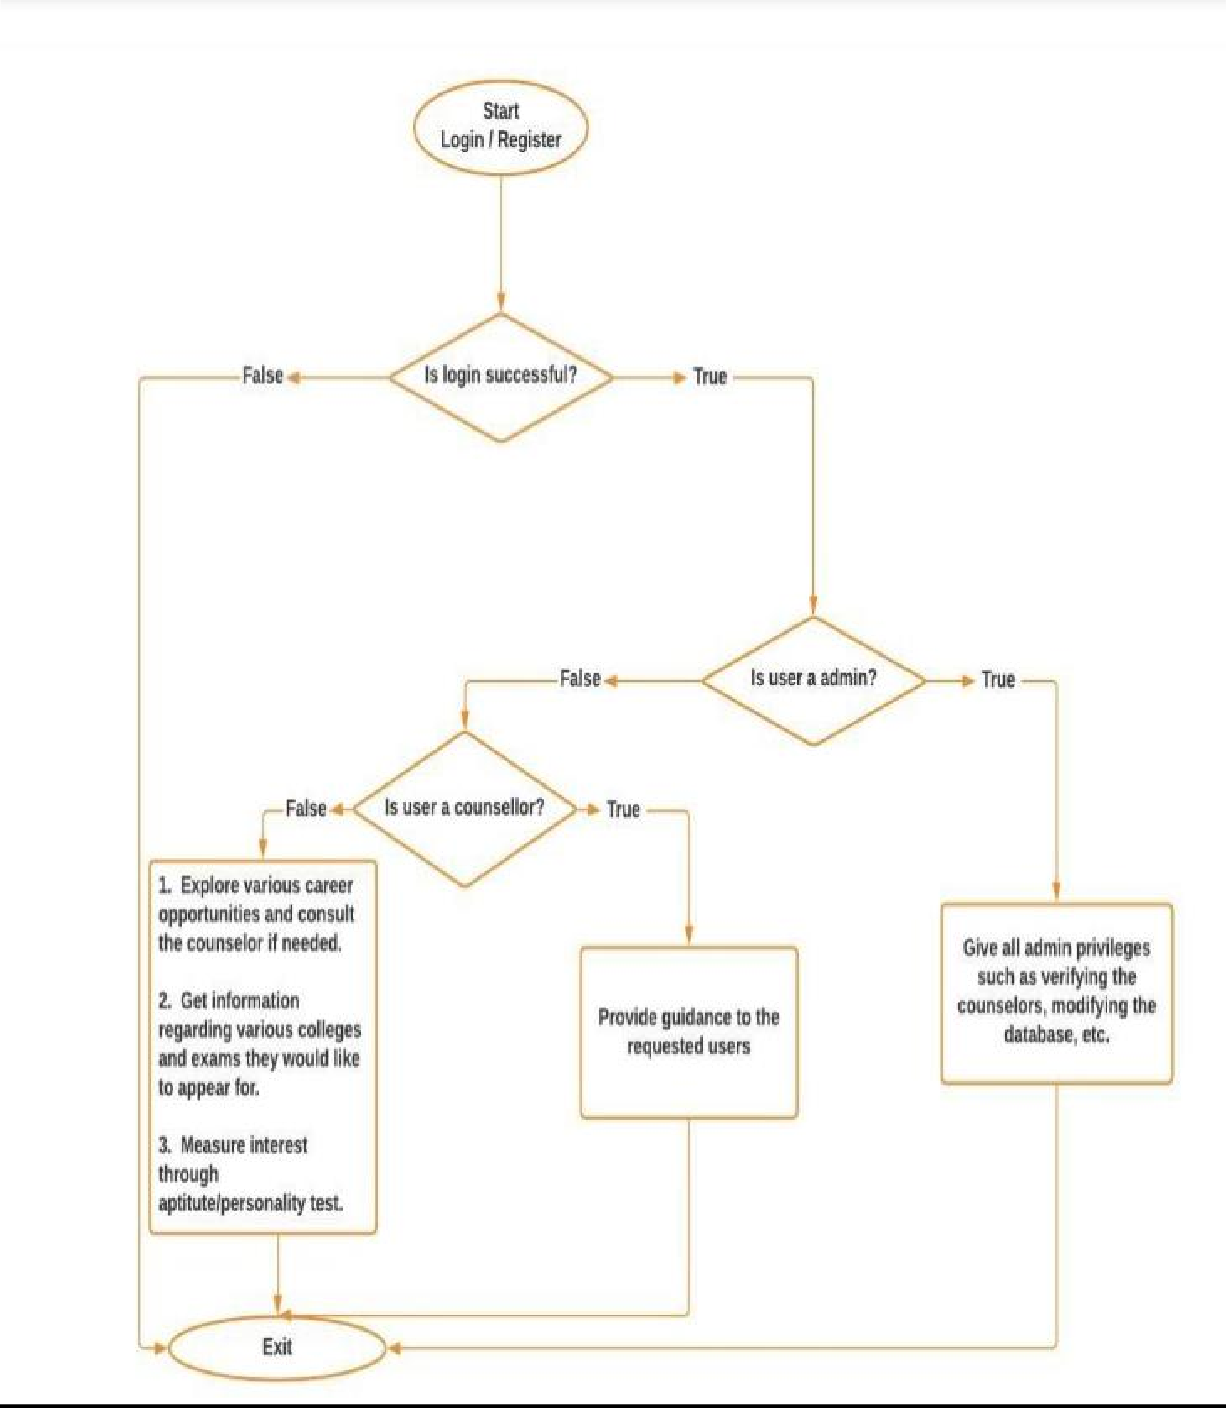 Start
Login / Register
Is login successful?
False
True
Is user a admin?
False
True
Is user a counsellor?
False
True
1. Explore various career
opportunities and consult
the counselor if needed.
2. Get information
regarding various colleges
and exams they would like
to appear for.
3. Measure interest
through
aptitute/personality test.
Provide guidance to the
requested users
Give all admin privileges
such as verifying the
counselors, modifying the
database, etc.
Exit